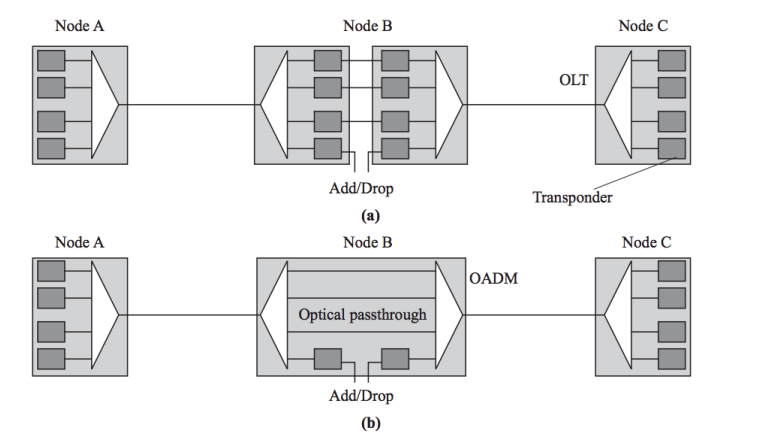 Node A
Node B
Node C
OLT
Add/Drop
Transponder
(a)
Node A
Node B
Node C
OADM
Optical passthrough
Add/Drop
(b)